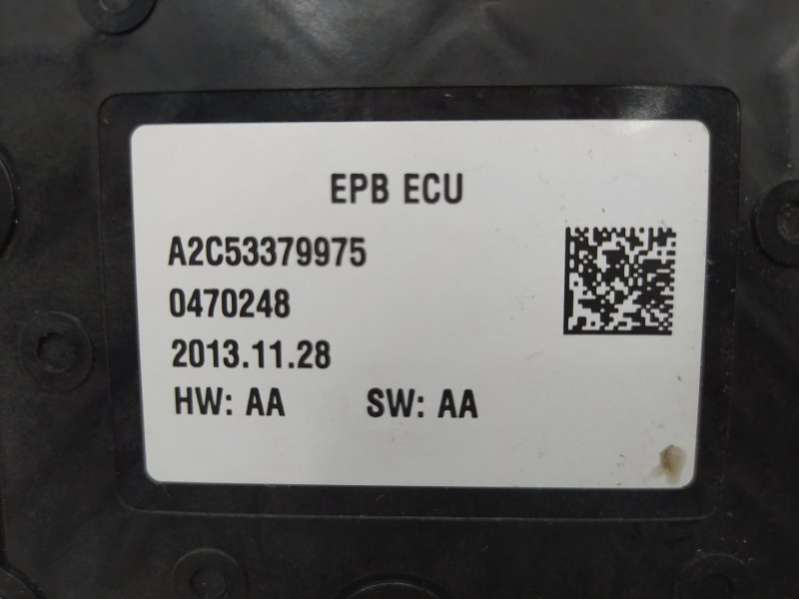 EPB ECU
A2C53379975
0470248
2013.11.28
HW: AA SW: AA